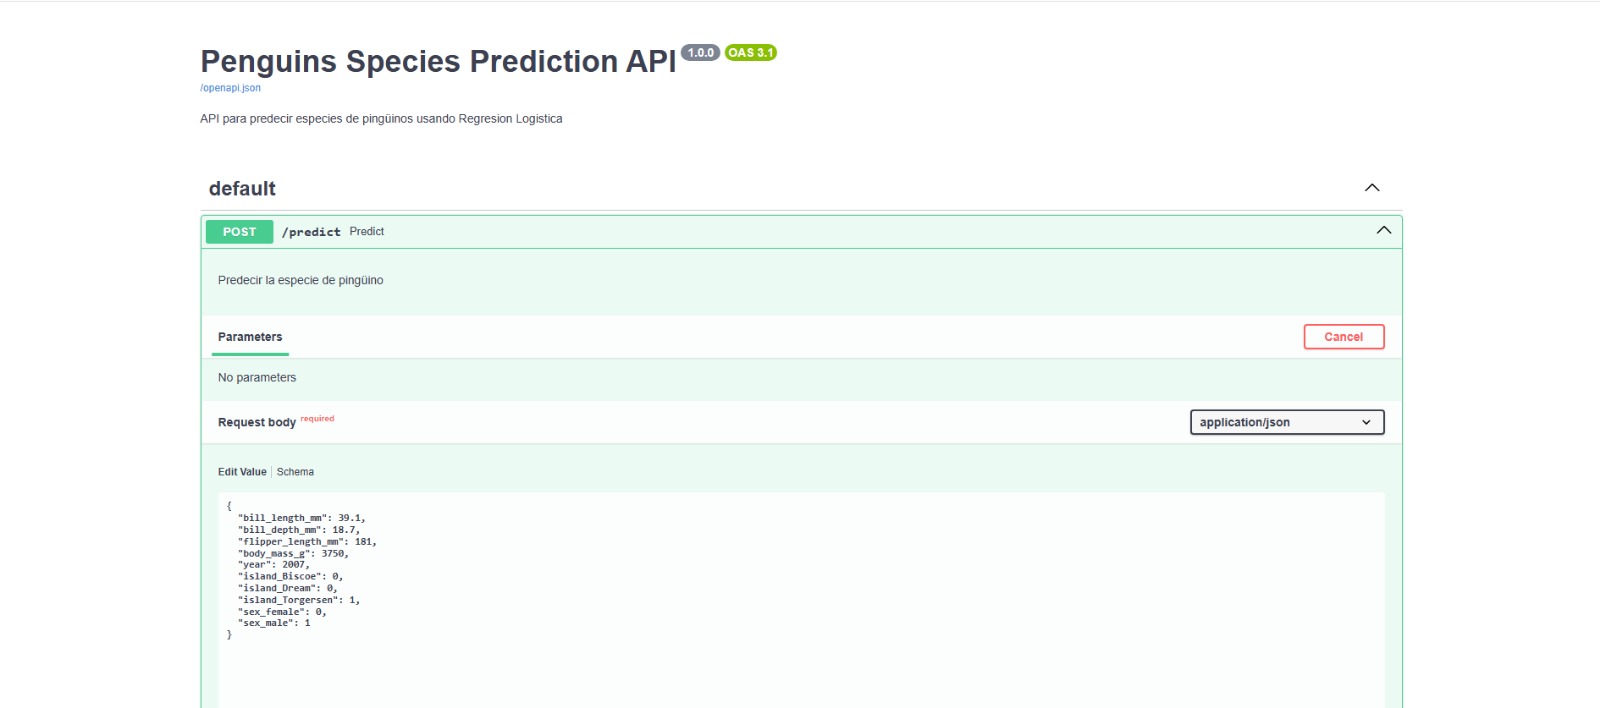 Penguins Species Prediction API 1.0.0 OAS 3.1
/openapi.json
API para predecir especies de pingüinos usando Regresion Logistica
default
POST /predict Predict
Predecir la especie de pingüino
Parameters Cancel
No parameters
Request body required application/json
Edit Value Schema
{
"bill_length_mm": 39.1,
"bill_depth_mm": 18.7,
"flipper_length_mm": 181,
"body_mass_g": 3750,
"year": 2007,
"island_Biscoe": 0,
"island_Dream": 0,
"island_Torgersen": 1,
"sex_female": 0,
"sex_male": 1
}